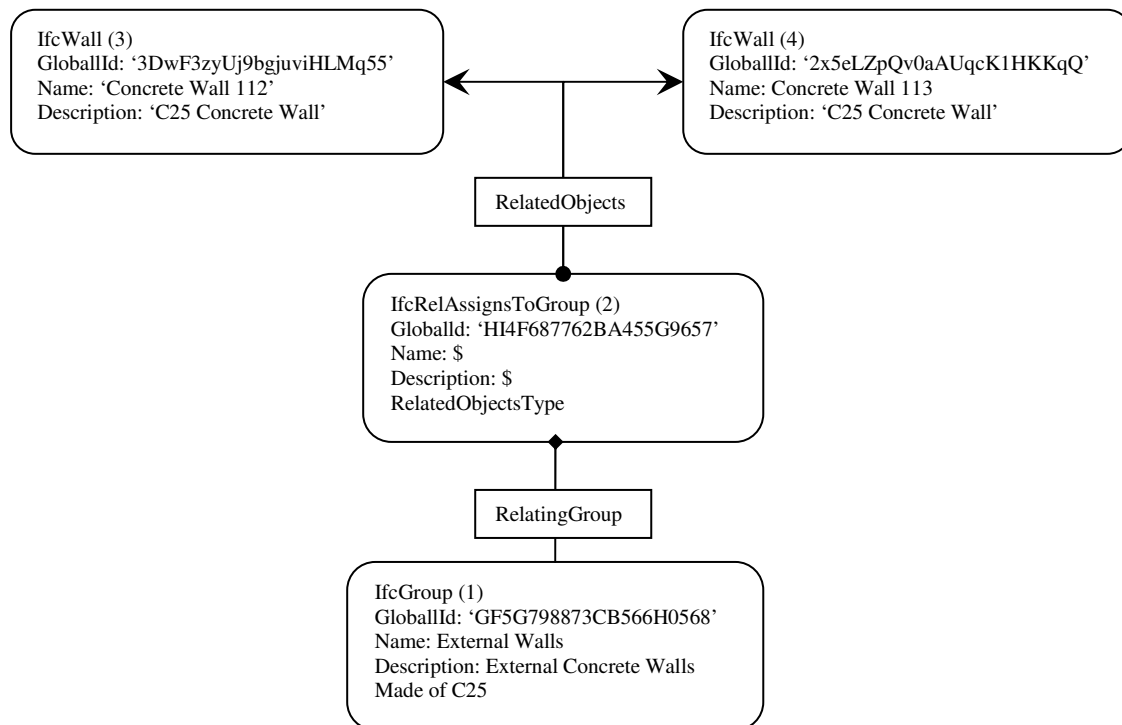 IfcWall (3)
GloballId: ‘3DwF3zyUj9bgjuviHLMq55’
Name: ‘Concrete Wall 112’
Description: ‘C25 Concrete Wall’
IfcWall (4)
GloballId: ‘2x5eLZpQv0aAUqcK1HKKqQ’
Name: Concrete Wall 113
Description: ‘C25 Concrete Wall’
RelatedObjects
IfcRelAssignsToGroup (2)
GlobalId: ‘HI4F687762BA455G9657’
Name: $
Description: $
RelatedObjectsType
RelatingGroup
IfcGroup (1)
GloballId: ‘GF5G798873CB566H0568’
Name: External Walls
Description: External Concrete Walls
Made of C25